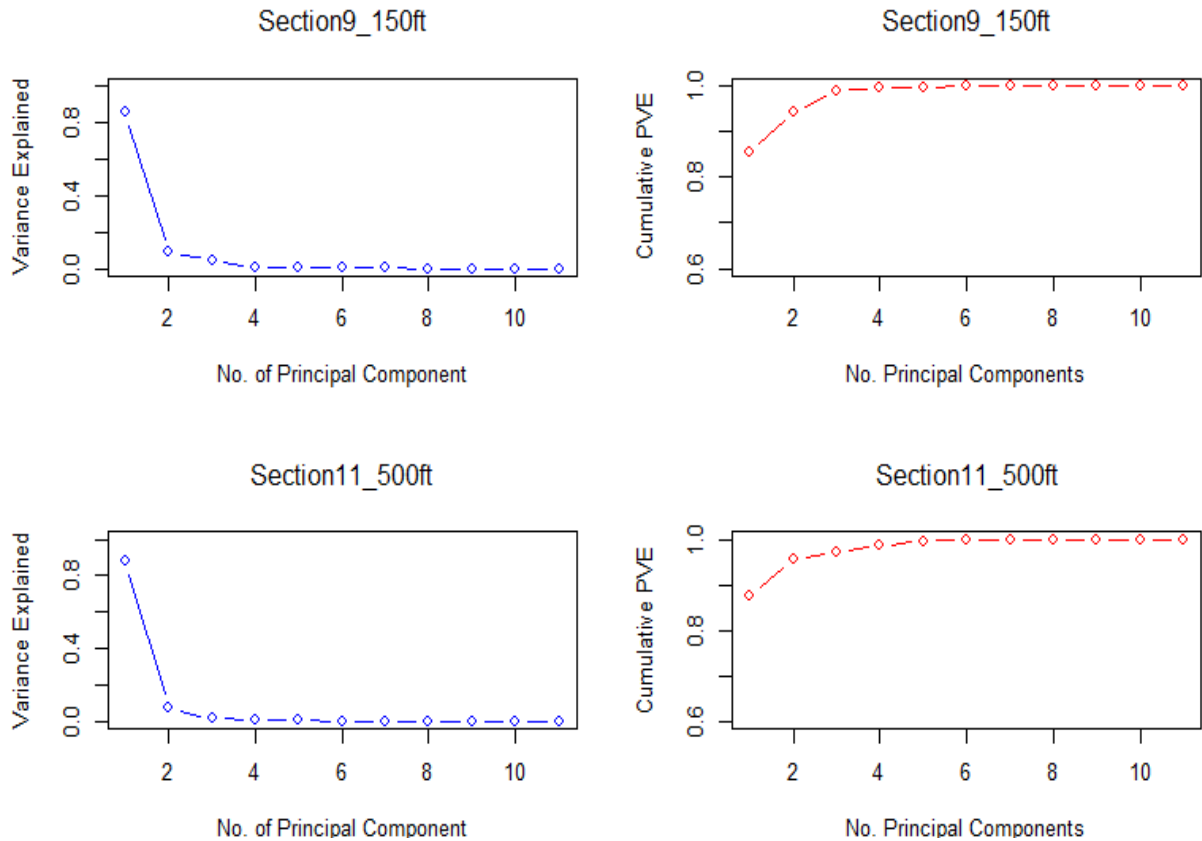 Section9_150ft
Variance Explained
0.0 0.4 0.8
2 4 6 8 10
No. of Principal Component
Section9_150ft
Cumulative PVE
0.6 0.8 1.0
2 4 6 8 10
No. Principal Components
Section11_500ft
Variance Explained
0.0 0.4 0.8
2 4 6 8 10
No. of Principal Component
Section11_500ft
Cumulative PVE
0.6 0.8 1.0
2 4 6 8 10
No. Principal Components